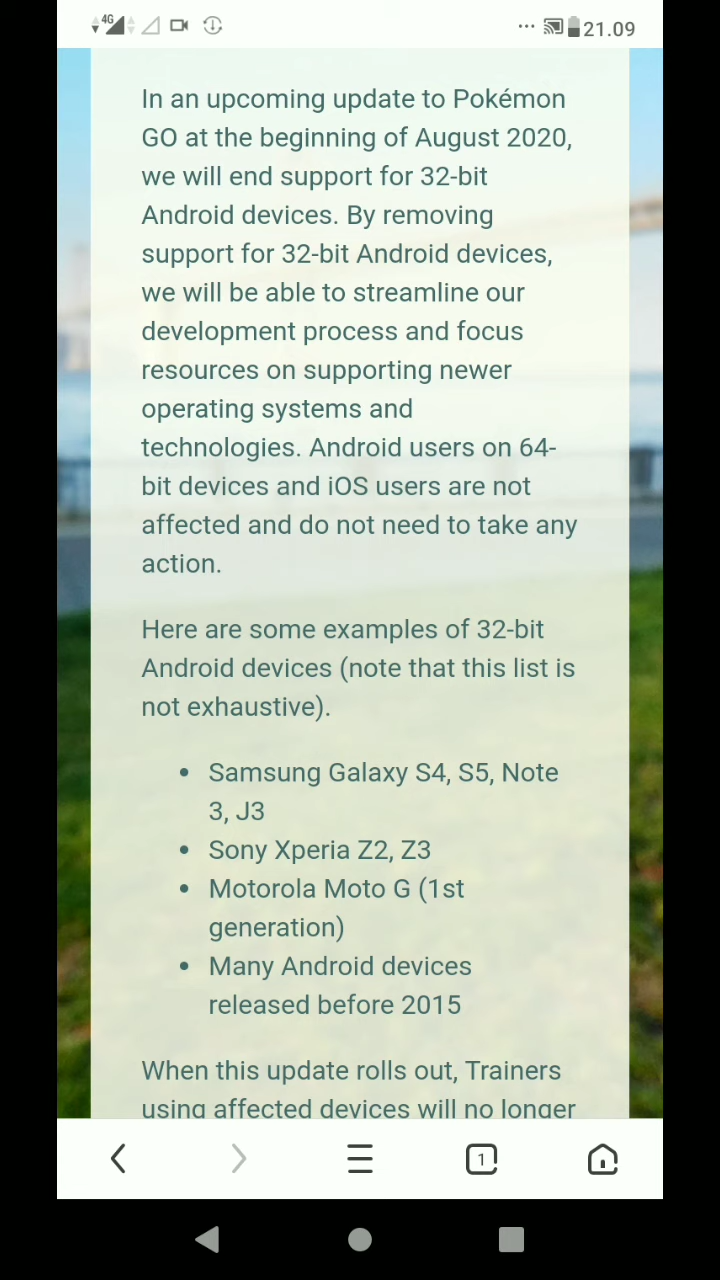 4G
21.09
In an upcoming update to Pokémon
GO at the beginning of August 2020,
we will end support for 32-bit
Android devices. By removing
support for 32-bit Android devices,
we will be able to streamline our
development process and focus
resources on supporting newer
operating systems and
technologies. Android users on 64-
bit devices and iOS users are not
affected and do not need to take any
action.
Here are some examples of 32-bit
Android devices (note that this list is
not exhaustive).
• Samsung Galaxy S4, S5, Note
3, J3
• Sony Xperia Z2, Z3
• Motorola Moto G (1st
generation)
• Many Android devices
released before 2015
When this update rolls out, Trainers
using affected devices will no longer
1